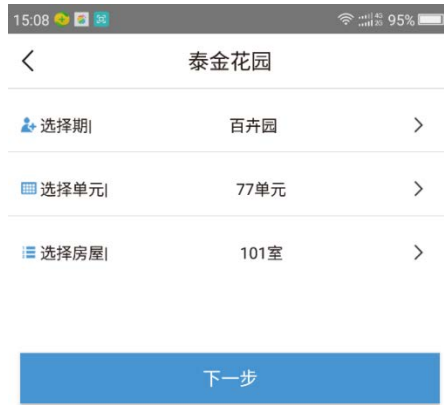 15:08 95%
泰金花园
选择期| 百卉园
选择单元| 77单元
选择房屋| 101室
下一步